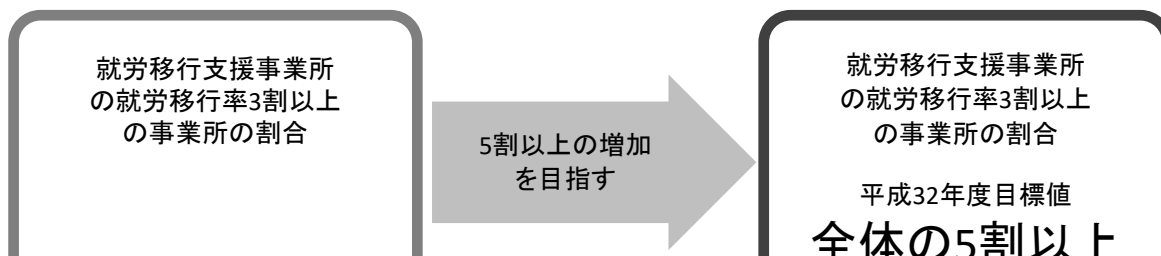 就労移行支援事業所
の就労移行率3割以上
の事業所の割合
5割以上の増加
を目指す
就労移行支援事業所
の就労移行率3割以上
の事業所の割合
平成32年度目標値
全体の5割以上